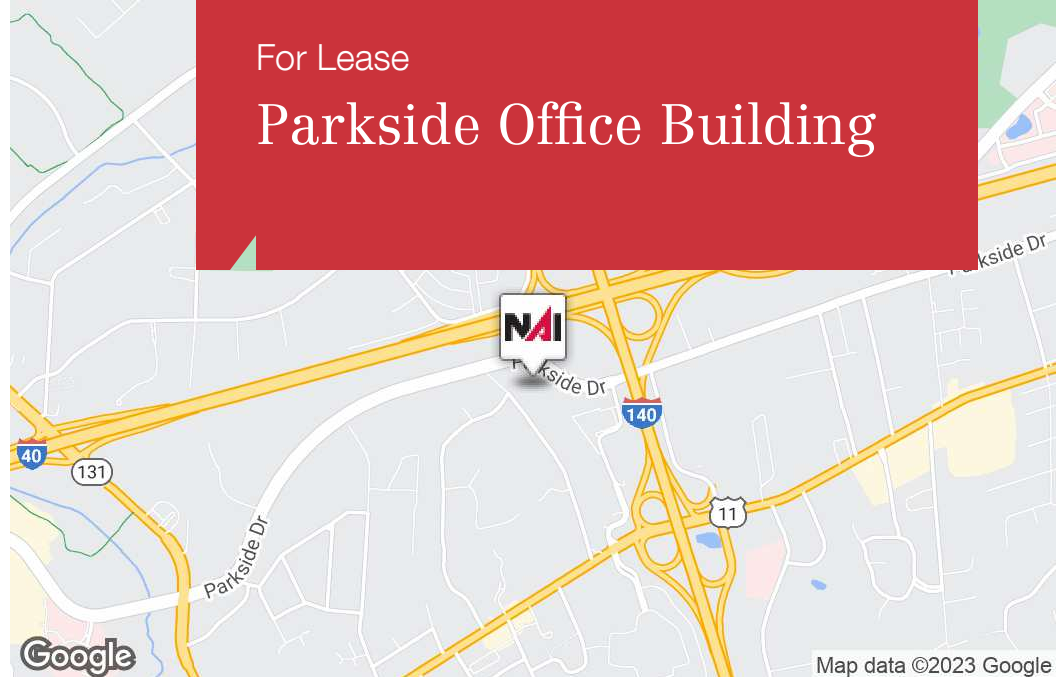 For Lease
Parkside Office Building
kside Dr
NAI
kside Dr
140
40
131
11
Parkside Dr
Google
Map data ©2023 Google